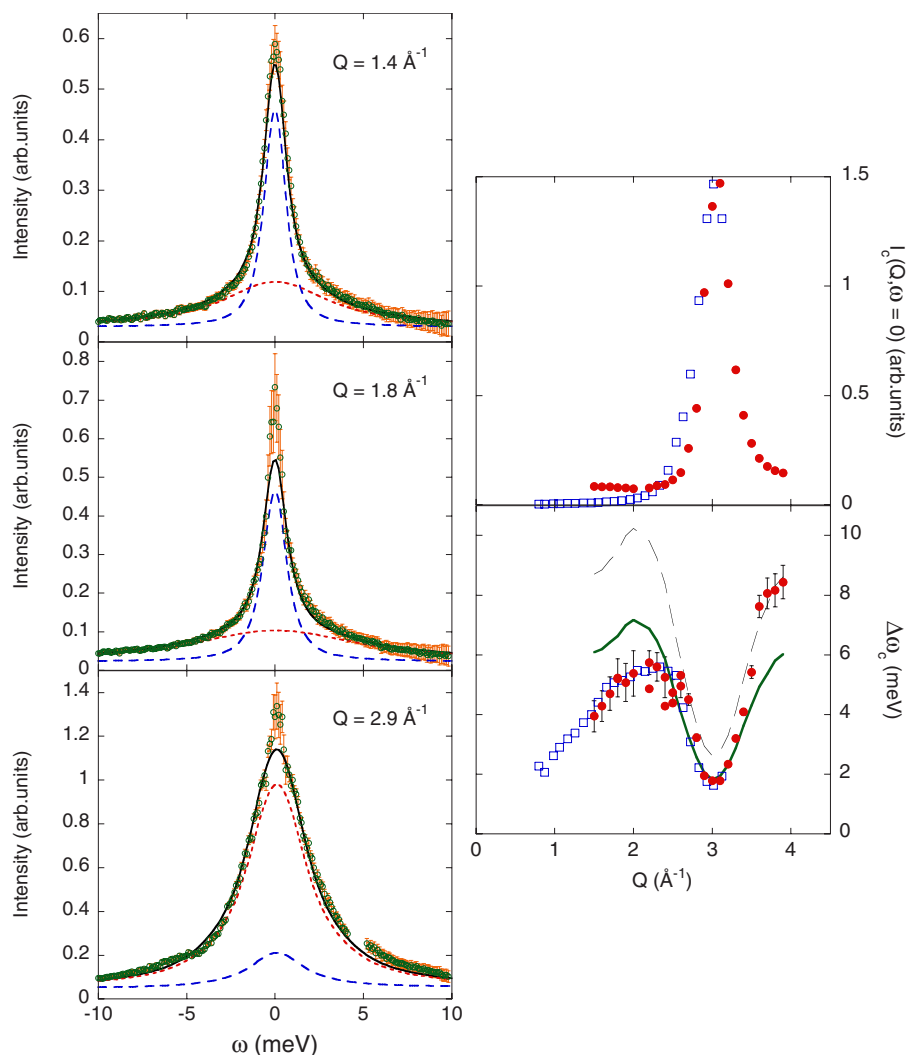 0.6
0.5
0.4
0.3
0.2
0.1
0
Intensity (arb.units)
Q = 1.4 Å⁻¹
0.8
0.7
0.6
0.5
0.4
0.3
0.2
0.1
0
Intensity (arb.units)
Q = 1.8 Å⁻¹
1.4
1.2
1
0.8
0.6
0.4
0.2
0
Intensity (arb.units)
Q = 2.9 Å⁻¹
-10 -5 0 5 10
ω (meV)
1.5
1
0.5
0
I_c(Q,ω = 0) (arb.units)
10
8
6
4
2
0
Δω_c (meV)
0 1 2 3 4
Q (Å⁻¹)